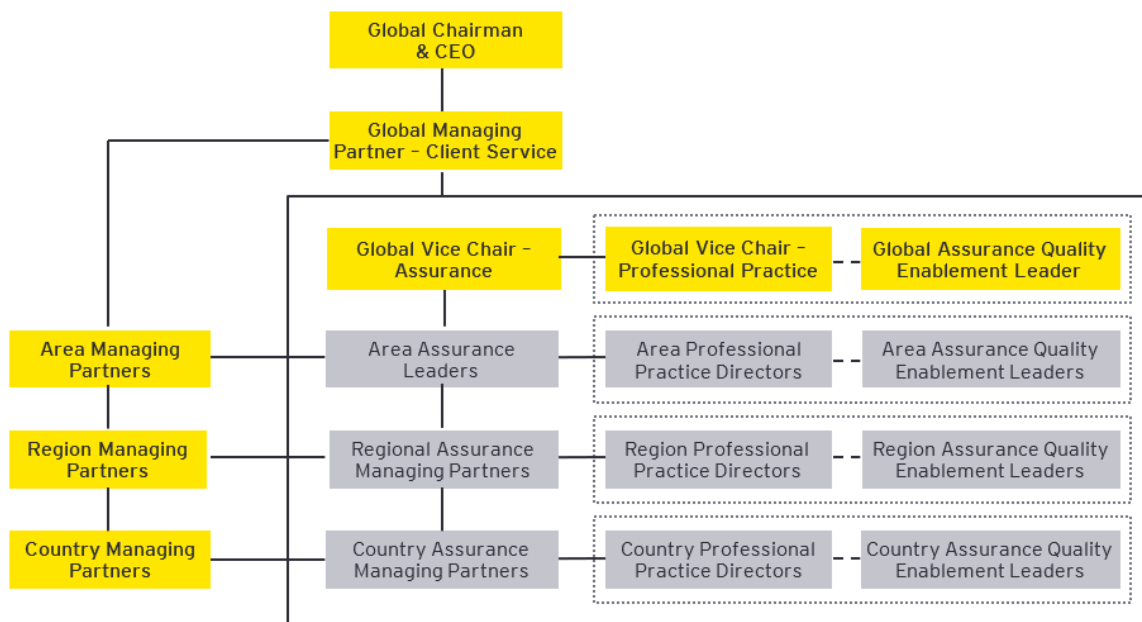 Global Chairman
& CEO
Global Managing
Partner – Client Service
Global Vice Chair –
Assurance
Global Vice Chair –
Professional Practice
Global Assurance Quality
Enablement Leader
Area Managing
Partners
Area Assurance
Leaders
Area Professional
Practice Directors
Area Assurance Quality
Enablement Leaders
Region Managing
Partners
Regional Assurance
Managing Partners
Region Professional
Practice Directors
Region Assurance Quality
Enablement Leaders
Country Managing
Partners
Country Assurance
Managing Partners
Country Professional
Practice Directors
Country Assurance Quality
Enablement Leaders